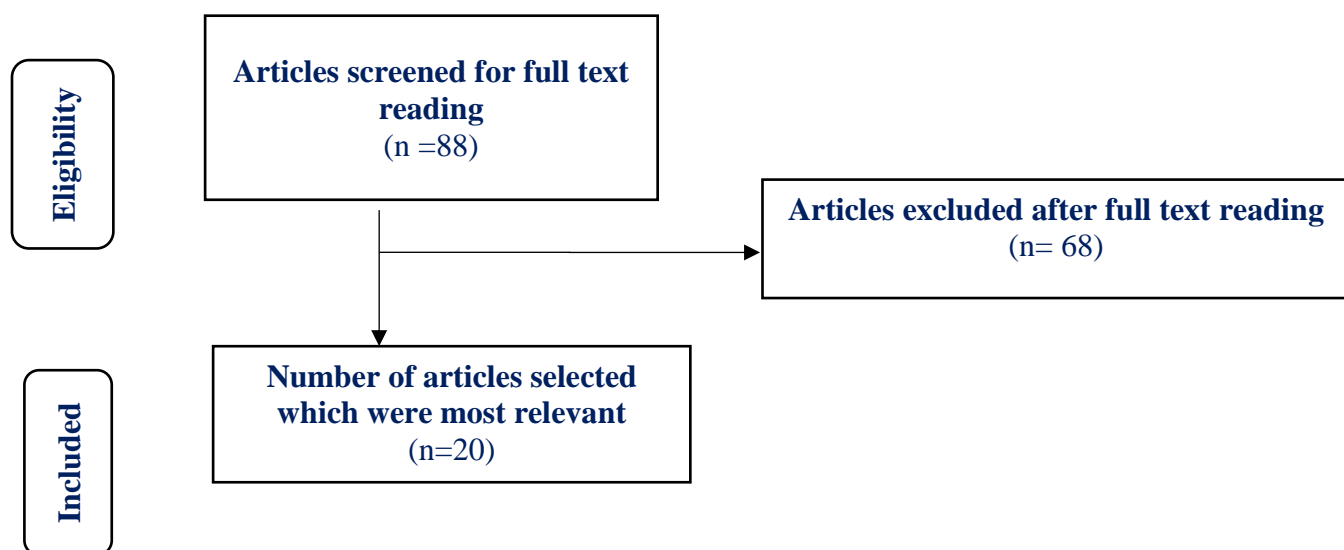 Eligibility
Articles screened for full text
reading
(n =88)
Articles excluded after full text reading
(n= 68)
Included
Number of articles selected
which were most relevant
(n=20)